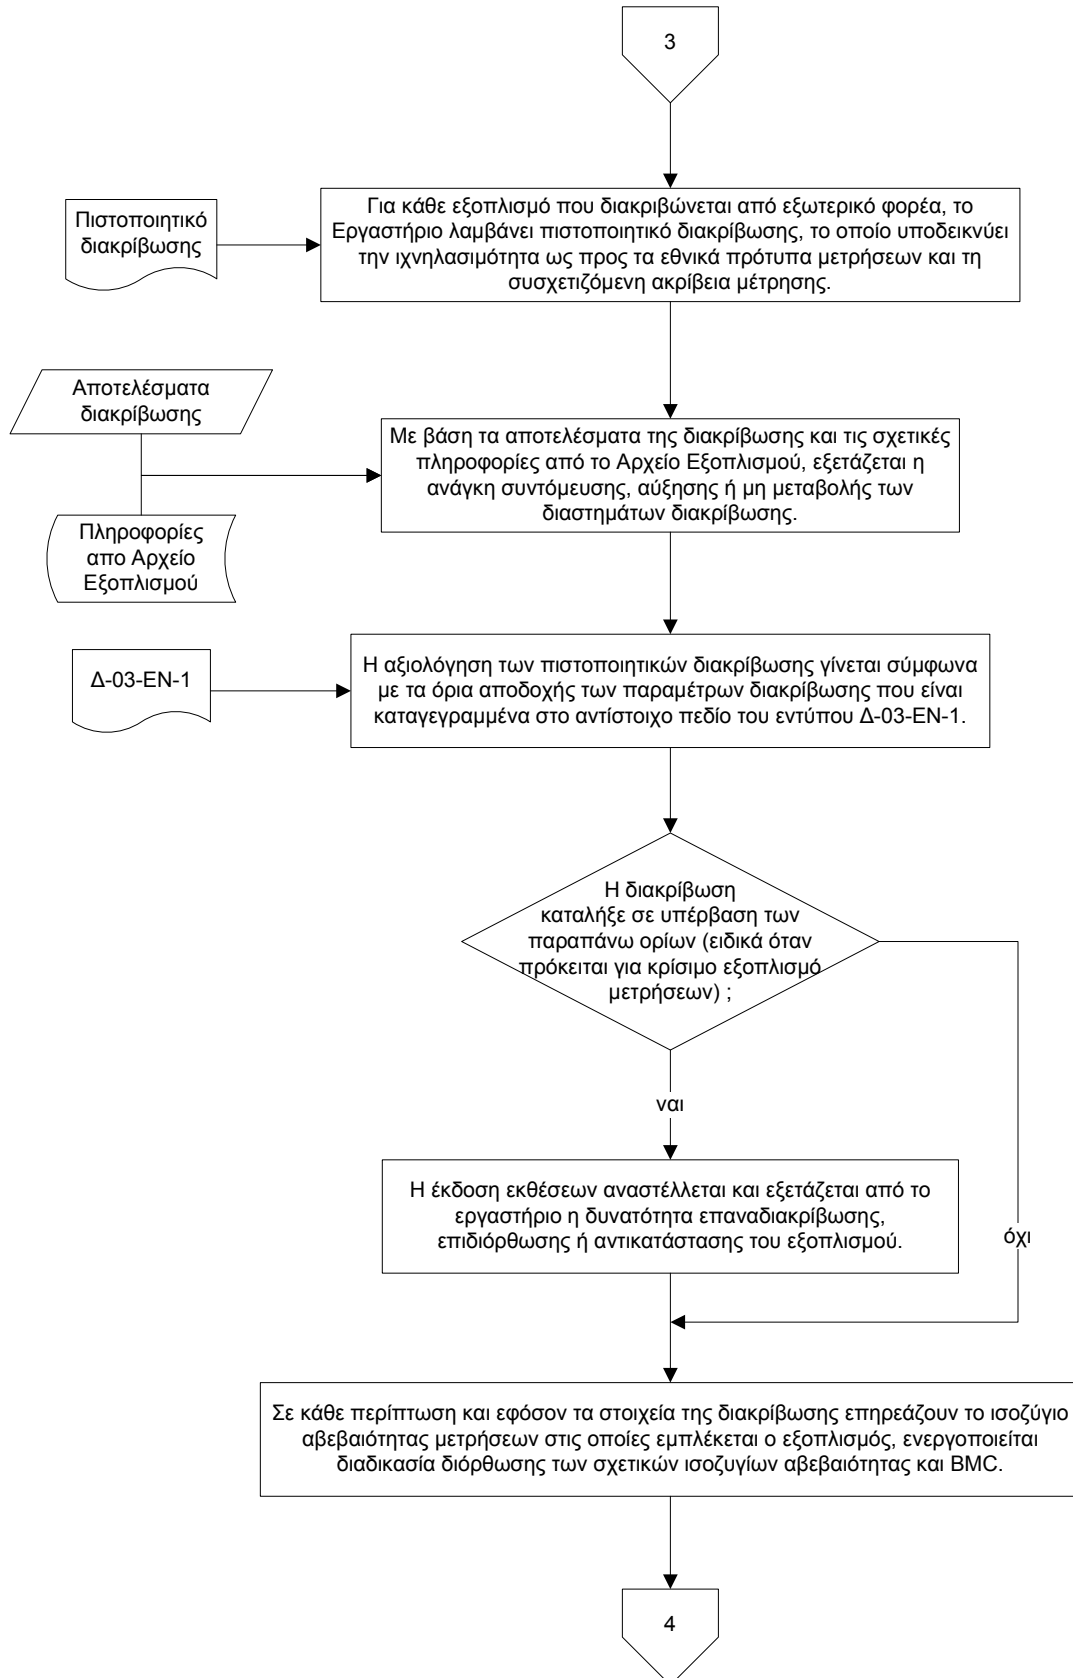 3
Πιστοποιητικό
διακρίβωσης
Για κάθε εξοπλισμό που διακριβώνεται από εξωτερικό φορέα, το
Εργαστήριο λαμβάνει πιστοποιητικό διακρίβωσης, το οποίο υποδεικνύει
την ιχνηλασιμότητα ως προς τα εθνικά πρότυπα μετρήσεων και τη
συσχετιζόμενη ακρίβεια μέτρησης.
Αποτελέσματα
διακρίβωσης
Με βάση τα αποτελέσματα της διακρίβωσης και τις σχετικές
πληροφορίες από το Αρχείο Εξοπλισμού, εξετάζεται η
ανάγκη συντόμευσης, αύξησης ή μη μεταβολής των
διαστημάτων διακρίβωσης.
Πληροφορίες
απο Αρχείο
Εξοπλισμού
Δ-03-ΕΝ-1
Η αξιολόγηση των πιστοποιητικών διακρίβωσης γίνεται σύμφωνα
με τα όρια αποδοχής των παραμέτρων διακρίβωσης που είναι
καταγεγραμμένα στο αντίστοιχο πεδίο του εντύπου Δ-03-ΕΝ-1.
Η διακρίβωση
καταλήξε σε υπέρβαση των
παραπάνω ορίων (ειδικά όταν
πρόκειται για κρίσιμο εξοπλισμό
μετρήσεων) ;
ναι
Η έκδοση εκθέσεων αναστέλλεται και εξετάζεται από το
εργαστήριο η δυνατότητα επαναδιακρίβωσης,
επιδιόρθωσης ή αντικατάστασης του εξοπλισμού.
όχι
Σε κάθε περίπτωση και εφόσον τα στοιχεία της διακρίβωσης επηρεάζουν το ισοζύγιο
αβεβαιότητας μετρήσεων στις οποίες εμπλέκεται ο εξοπλισμός, ενεργοποιείται
διαδικασία διόρθωσης των σχετικών ισοζυγίων αβεβαιότητας και BMC.
4